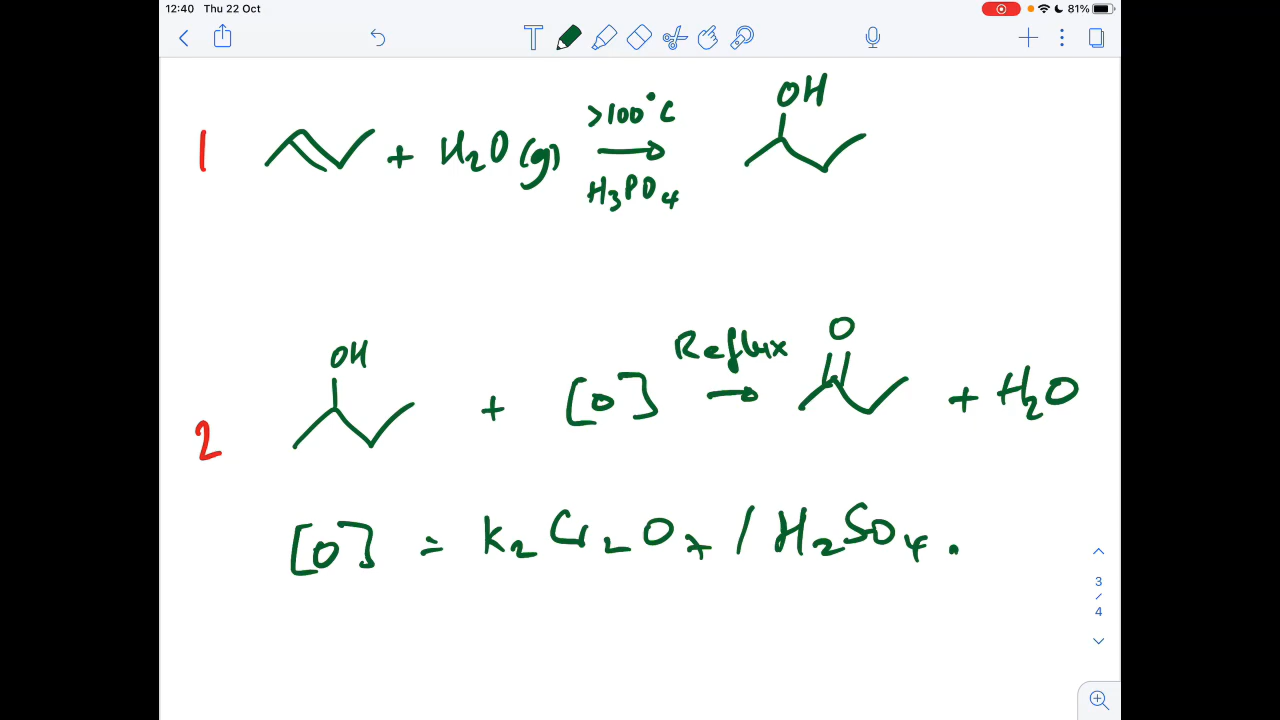 12:40 Thu 22 Oct
81%
T
OH
>100°C
1 + H₂O(g)
H₃PO₄
O
Reflux
OH
+ [O] + H₂O
2
[O] = K₂Cr₂O₇ / H₂SO₄.
3
/
4